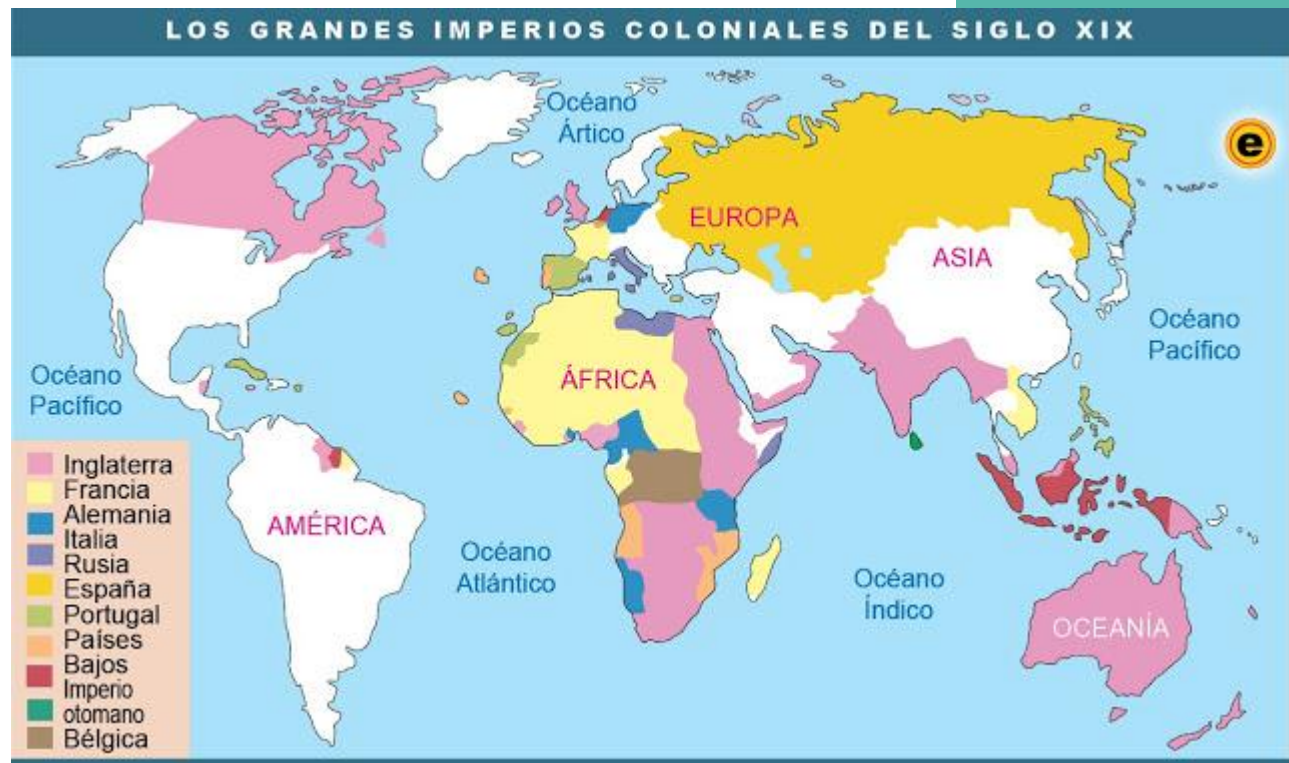 LOS GRANDES IMPERIOS COLONIALES DEL SIGLO XIX
Océano
Ártico
e
EUROPA
ASIA
Océano
Pacífico
Océano
Pacífico
ÁFRICA
AMÉRICA
Océano
Atlántico
Océano
Índico
OCEANÍA
Inglaterra
Francia
Alemania
Italia
Rusia
España
Portugal
Países
Bajos
Imperio
otomano
Bélgica